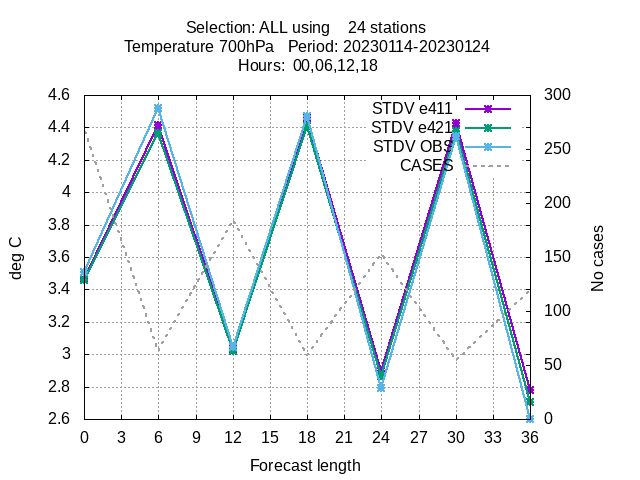 Selection: ALL using    24 stations
Temperature 700hPa   Period: 20230114-20230124
Hours:  00,06,12,18
4.6
4.4
4.2
4
3.8
3.6
3.4
3.2
3
2.8
2.6
deg C
STDV e411
STDV e421
STDV OBS
CASES
300
250
200
150
100
50
0
No cases
0 3 6 9 12 15 18 21 24 27 30 33 36
Forecast length